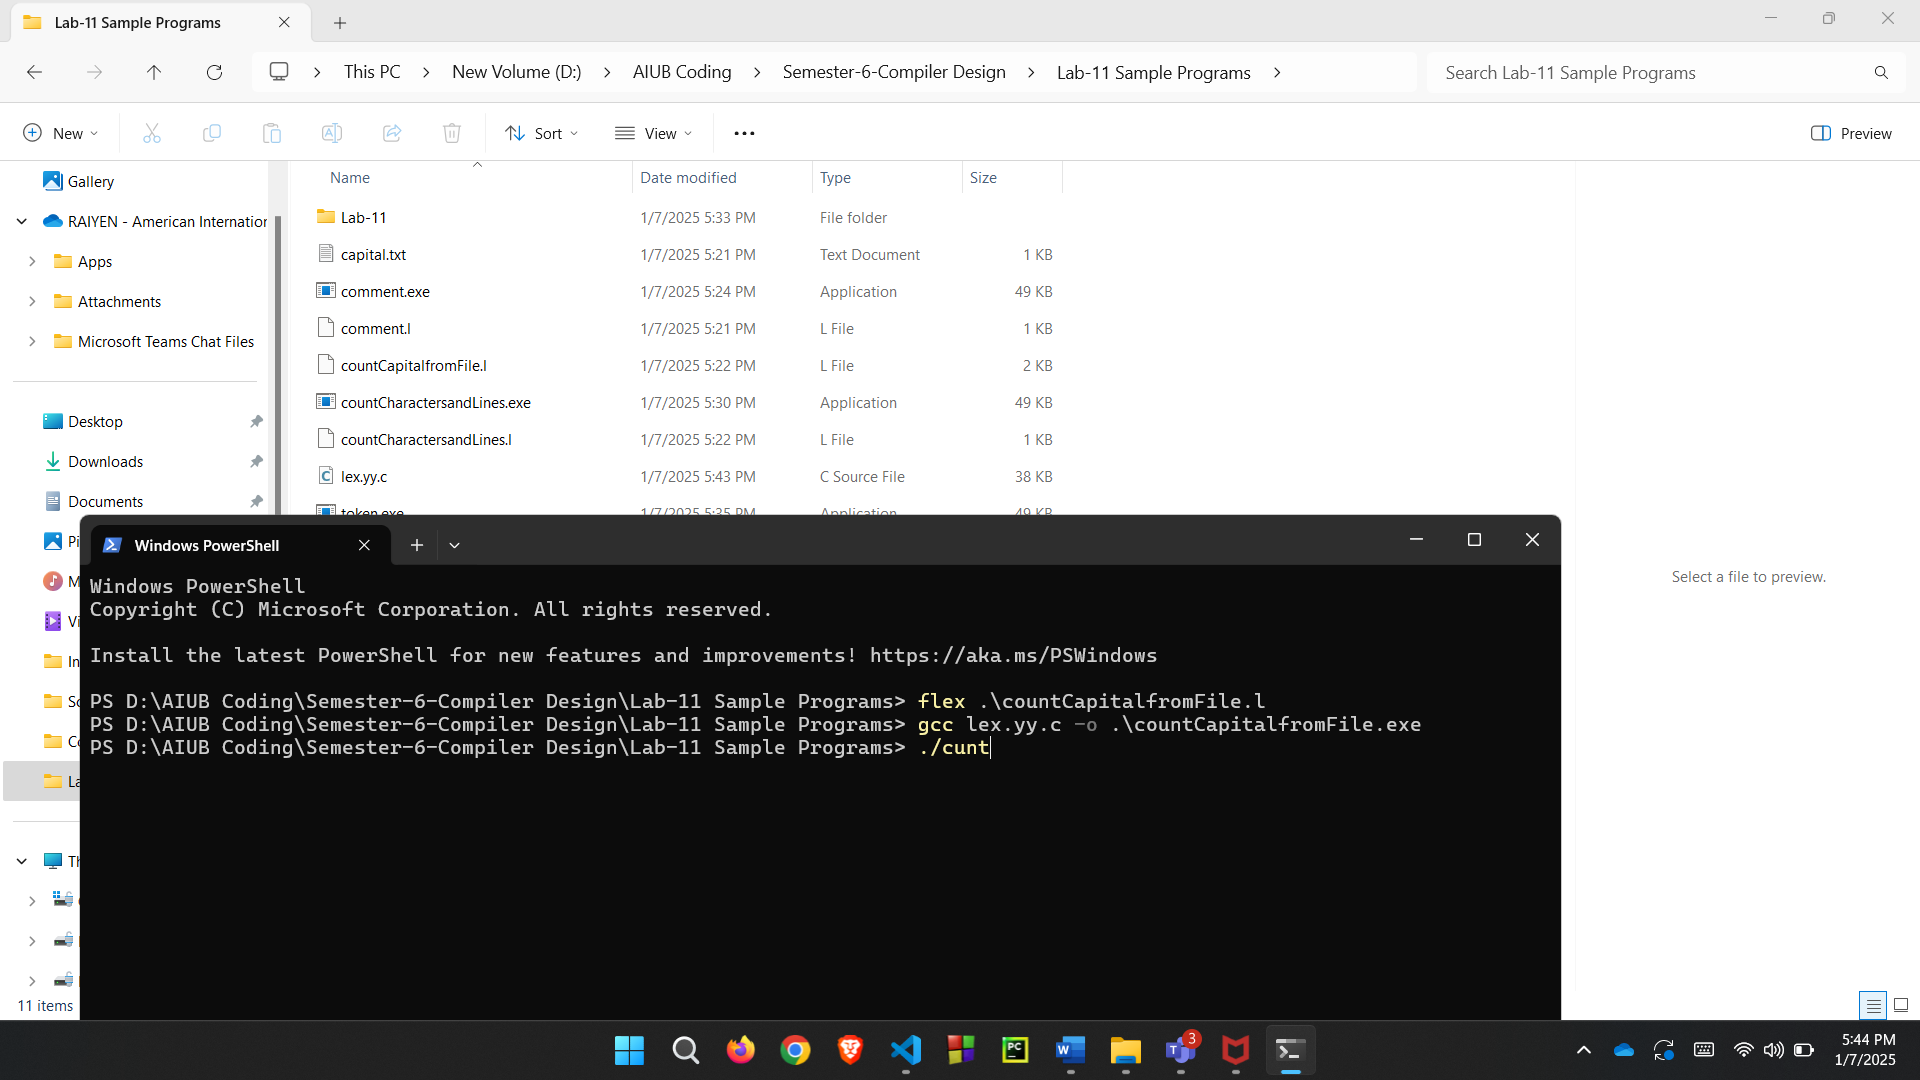 Lab-11 Sample Programs
This PC > New Volume (D:) > AIUB Coding > Semester-6-Compiler Design > Lab-11 Sample Programs >
Search Lab-11 Sample Programs
New
Sort
View
Preview
Gallery
RAIYEN - American Internation
Apps
Attachments
Microsoft Teams Chat Files
Desktop
Downloads
Documents
Name Date modified Type Size
Lab-11 1/7/2025 5:33 PM File folder
capital.txt 1/7/2025 5:21 PM Text Document 1 KB
comment.exe 1/7/2025 5:24 PM Application 49 KB
comment.l 1/7/2025 5:21 PM L File 1 KB
countCapitalfromFile.l 1/7/2025 5:22 PM L File 2 KB
countCharactersandLines.exe 1/7/2025 5:30 PM Application 49 KB
countCharactersandLines.l 1/7/2025 5:22 PM L File 1 KB
lex.yy.c 1/7/2025 5:43 PM C Source File 38 KB
token.exe 1/7/2025 5:35 PM Application 49 KB
Select a file to preview.
Windows PowerShell
Windows PowerShell
Copyright (C) Microsoft Corporation. All rights reserved.
Install the latest PowerShell for new features and improvements! https://aka.ms/PSWindows
PS D:\AIUB Coding\Semester-6-Compiler Design\Lab-11 Sample Programs> flex .\countCapitalfromFile.l
PS D:\AIUB Coding\Semester-6-Compiler Design\Lab-11 Sample Programs> gcc lex.yy.c -o .\countCapitalfromFile.exe
PS D:\AIUB Coding\Semester-6-Compiler Design\Lab-11 Sample Programs> ./cunt
11 items
PC
W
T
3
5:44 PM
1/7/2025